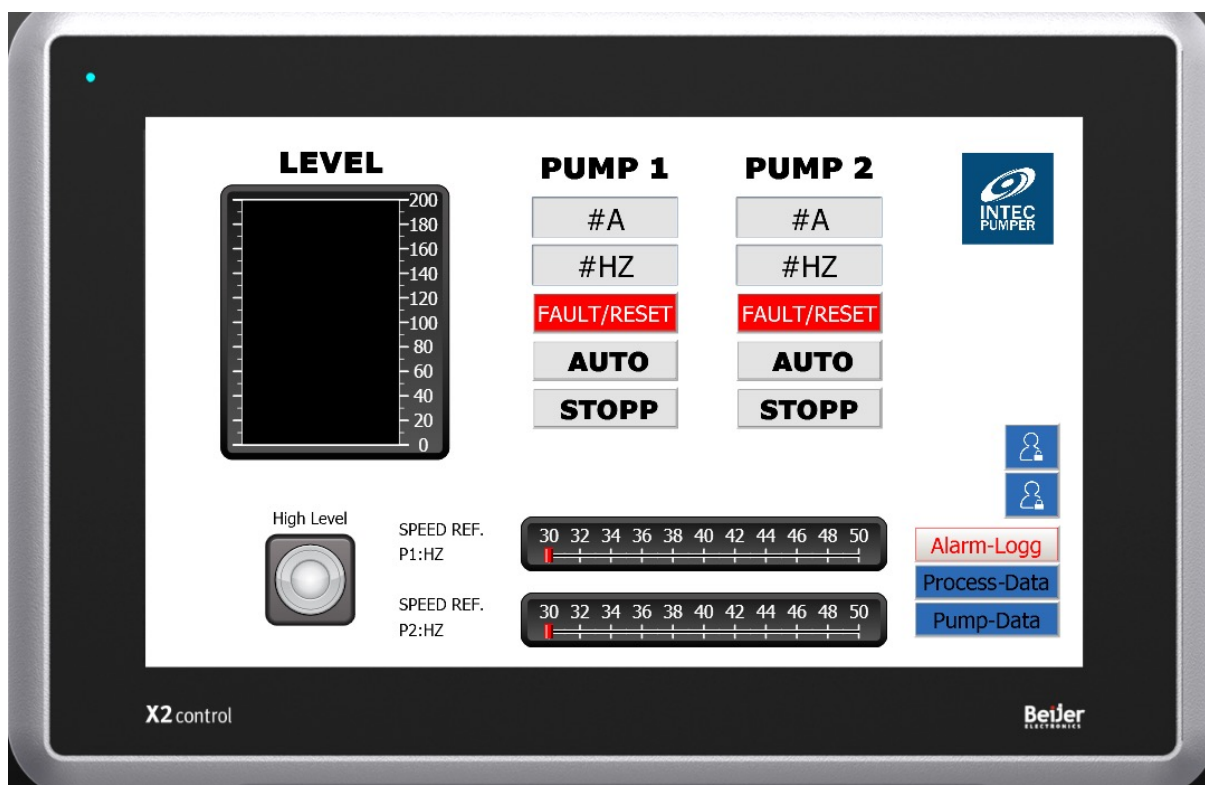 LEVEL
200
180
160
140
120
100
80
60
40
20
0
PUMP 1
#A
#HZ
FAULT/RESET
AUTO
STOPP
PUMP 2
#A
#HZ
FAULT/RESET
AUTO
STOPP
INTEC
PUMPER
High Level
SPEED REF.
P1:HZ
30 32 34 36 38 40 42 44 46 48 50
SPEED REF.
P2:HZ
30 32 34 36 38 40 42 44 46 48 50
Alarm-Logg
Process-Data
Pump-Data
X2 control
Beijer
ELECTRONICS